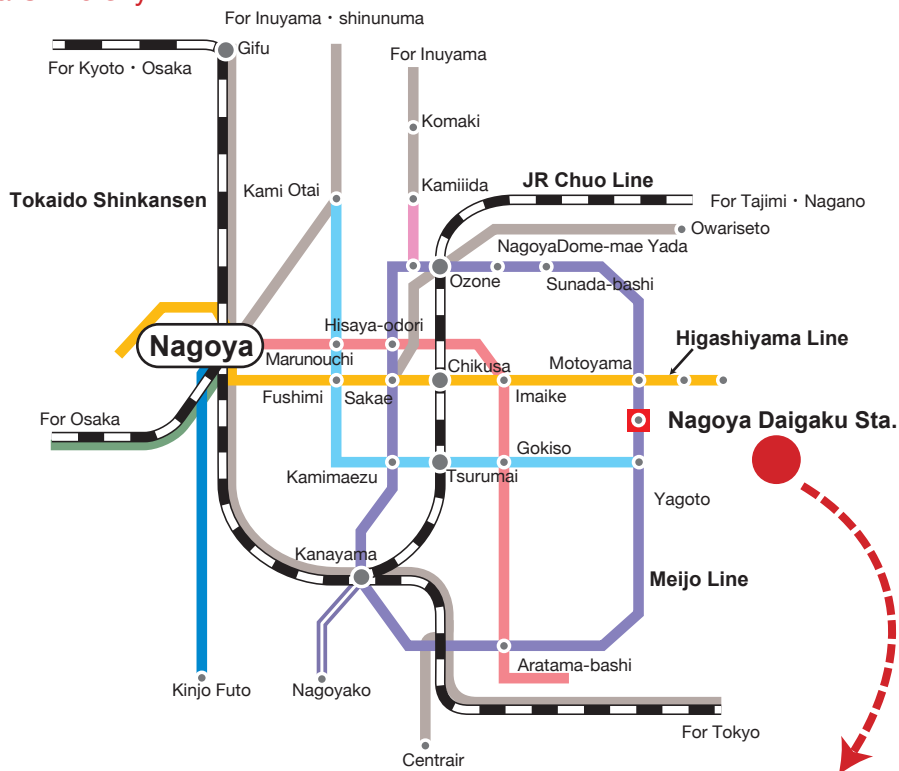 For Inuyama・shinunuma
Gifu
For Kyoto・Osaka
For Inuyama
Komaki
Tokaido Shinkansen
Kami Otai
Kamiiida
JR Chuo Line
For Tajimi・Nagano
Owariseto
NagoyaDome-mae Yada
Ozone
Sunada-bashi
Hisaya-odori
Nagoya
Marunouchi
Higashiyama Line
Chikusa
Motoyama
Fushimi
Sakae
Imaike
For Osaka
Nagoya Daigaku Sta.
Gokiso
Kamimaezu
Tsurumai
Yagoto
Kanayama
Meijo Line
Aratama-bashi
Kinjo Futo
Nagoyako
For Tokyo
Centrair